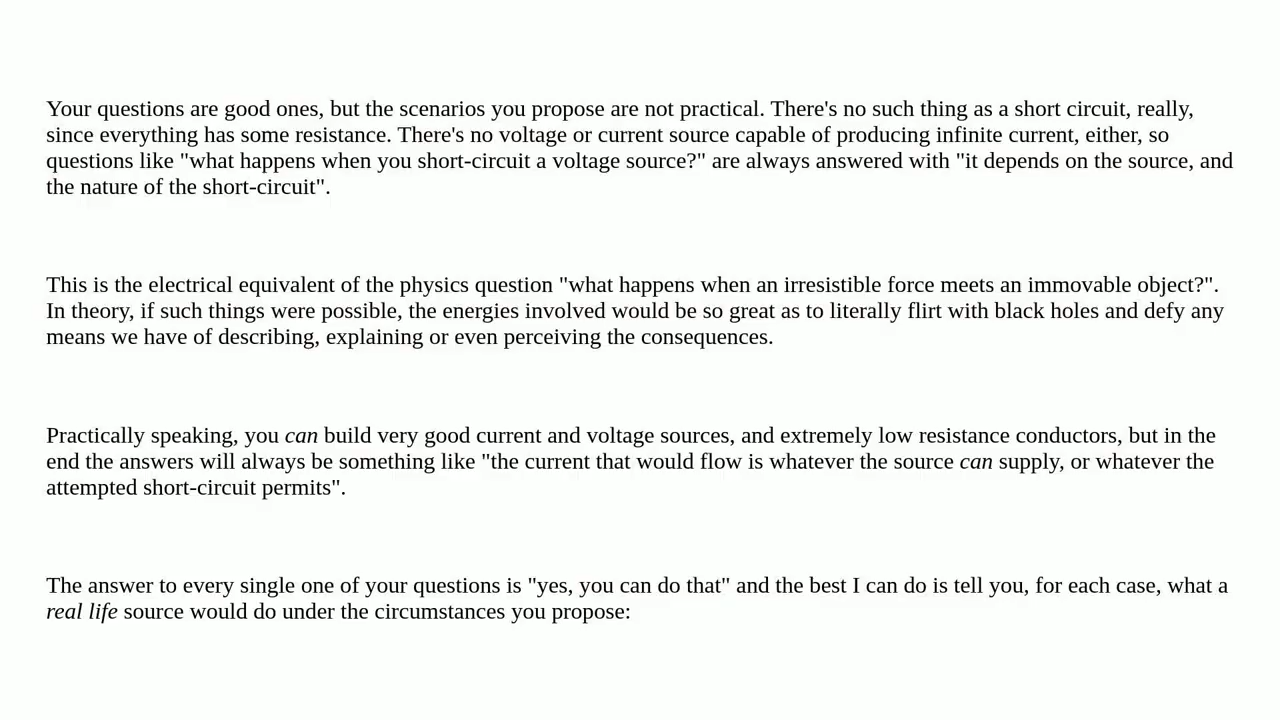 Your questions are good ones, but the scenarios you propose are not practical. There's no such thing as a short circuit, really,
since everything has some resistance. There's no voltage or current source capable of producing infinite current, either, so
questions like "what happens when you short-circuit a voltage source?" are always answered with "it depends on the source, and
the nature of the short-circuit".
This is the electrical equivalent of the physics question "what happens when an irresistible force meets an immovable object?".
In theory, if such things were possible, the energies involved would be so great as to literally flirt with black holes and defy any
means we have of describing, explaining or even perceiving the consequences.
Practically speaking, you can build very good current and voltage sources, and extremely low resistance conductors, but in the
end the answers will always be something like "the current that would flow is whatever the source can supply, or whatever the
attempted short-circuit permits".
The answer to every single one of your questions is "yes, you can do that" and the best I can do is tell you, for each case, what a
real life source would do under the circumstances you propose: